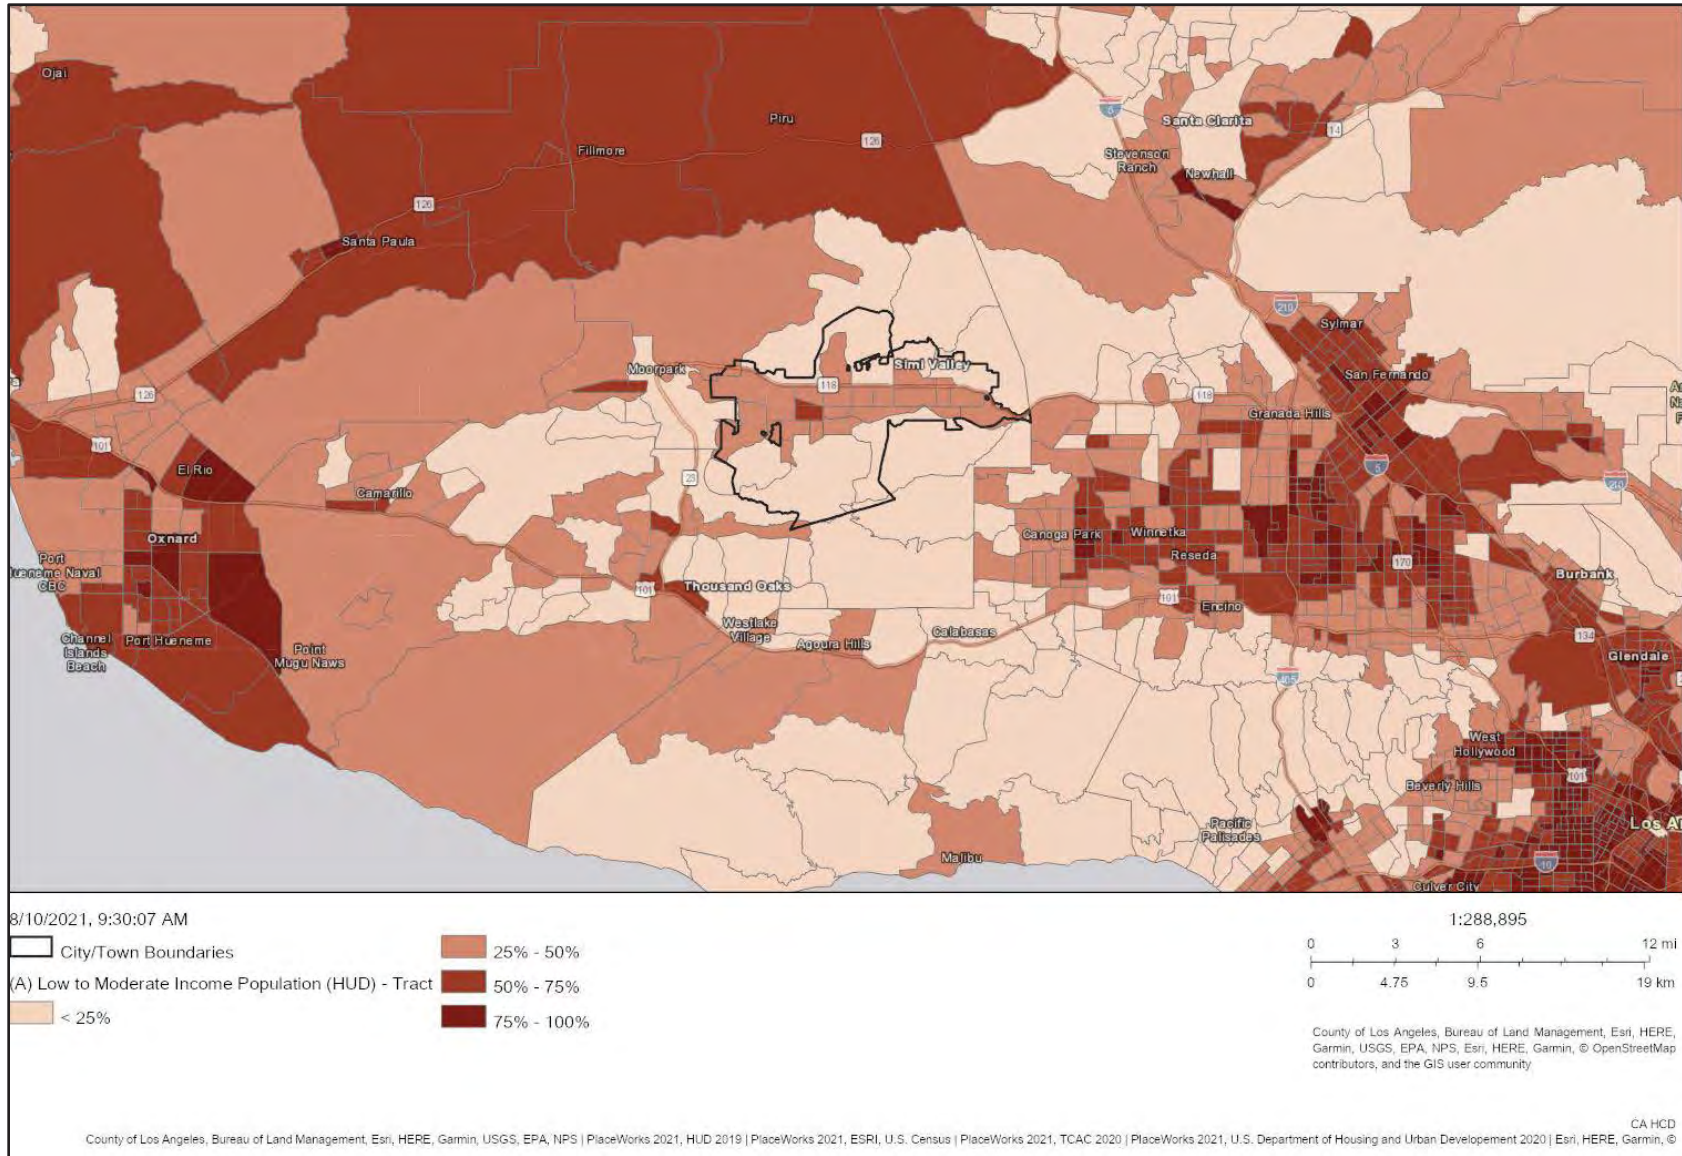 Ojai
Piru
126
5
Santa Clarita
14
Fillmore
Stevenson
Ranch
Newhall
126
Santa Paula
210
Sylmar
Moorpark
Simi Valley
San Fernando
118
118
126
Granada Hills
101
5
El Rio
23
210
Camarillo
Canoga Park
Winnetka
Oxnard
Reseda
170
Port
Hueneme Naval
CBC
Burbank
101
Thousand Oaks
101
Encino
Westlake
Village
Calabasas
134
Channel
Islands
Beach
Port Hueneme
Agoura Hills
Point
Mugu Naws
Glendale
405
West
Hollywood
101
Beverly Hills
Pacific
Palisades
Los A
Malibu
10
Culver City
8/10/2021, 9:30:07 AM
City/Town Boundaries
(A) Low to Moderate Income Population (HUD) - Tract
< 25%
25% - 50%
50% - 75%
75% - 100%
1:288,895
0 3 6 12 mi
0 4.75 9.5 19 km
County of Los Angeles, Bureau of Land Management, Esri, HERE,
Garmin, USGS, EPA, NPS, Esri, HERE, Garmin, © OpenStreetMap
contributors, and the GIS user community
CA HCD
County of Los Angeles, Bureau of Land Management, Esri, HERE, Garmin, USGS, EPA, NPS | PlaceWorks 2021, HUD 2019 | PlaceWorks 2021, ESRI, U.S. Census | PlaceWorks 2021, TCAC 2020 | PlaceWorks 2021, U.S. Department of Housing and Urban Developement 2020 | Esri, HERE, Garmin, ©